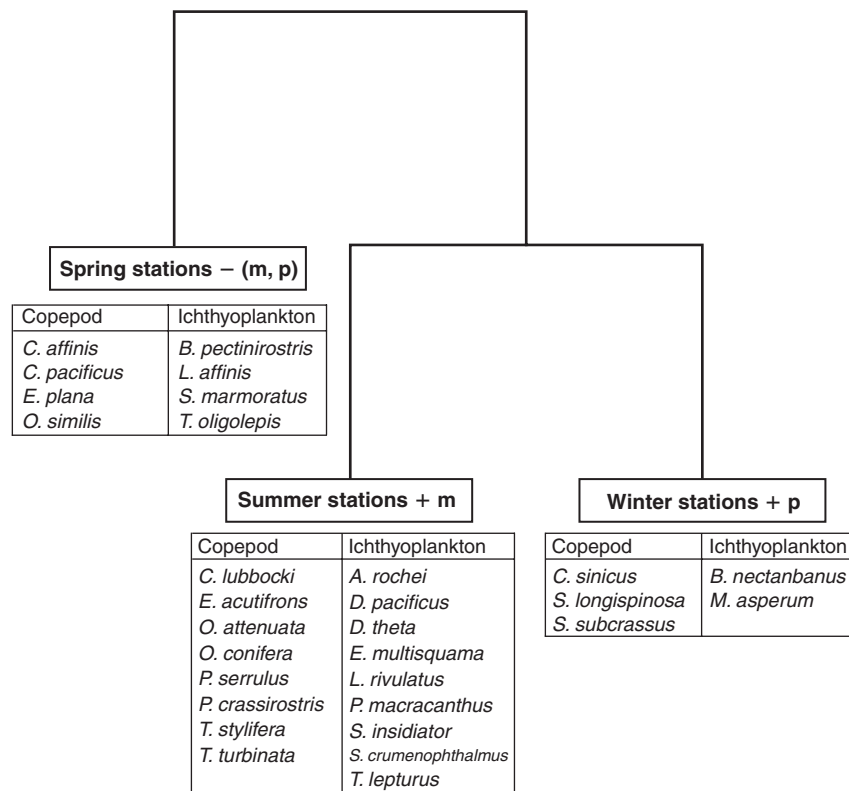 Spring stations − (m, p)
Copepod Ichthyoplankton
C. affinis B. pectinirostris
C. pacificus L. affinis
E. plana S. marmoratus
O. similis T. oligolepis
Summer stations + m
Copepod Ichthyoplankton
C. lubbocki A. rochei
E. acutifrons D. pacificus
O. attenuata D. theta
O. conifera E. multisquama
P. serrulus L. rivulatus
P. crassirostris P. macracanthus
T. stylifera S. insidiator
T. turbinata S. crumenophthalmus
T. lepturus
Winter stations + p
Copepod Ichthyoplankton
C. sinicus B. nectanbanus
S. longispinosa M. asperum
S. subcrassus